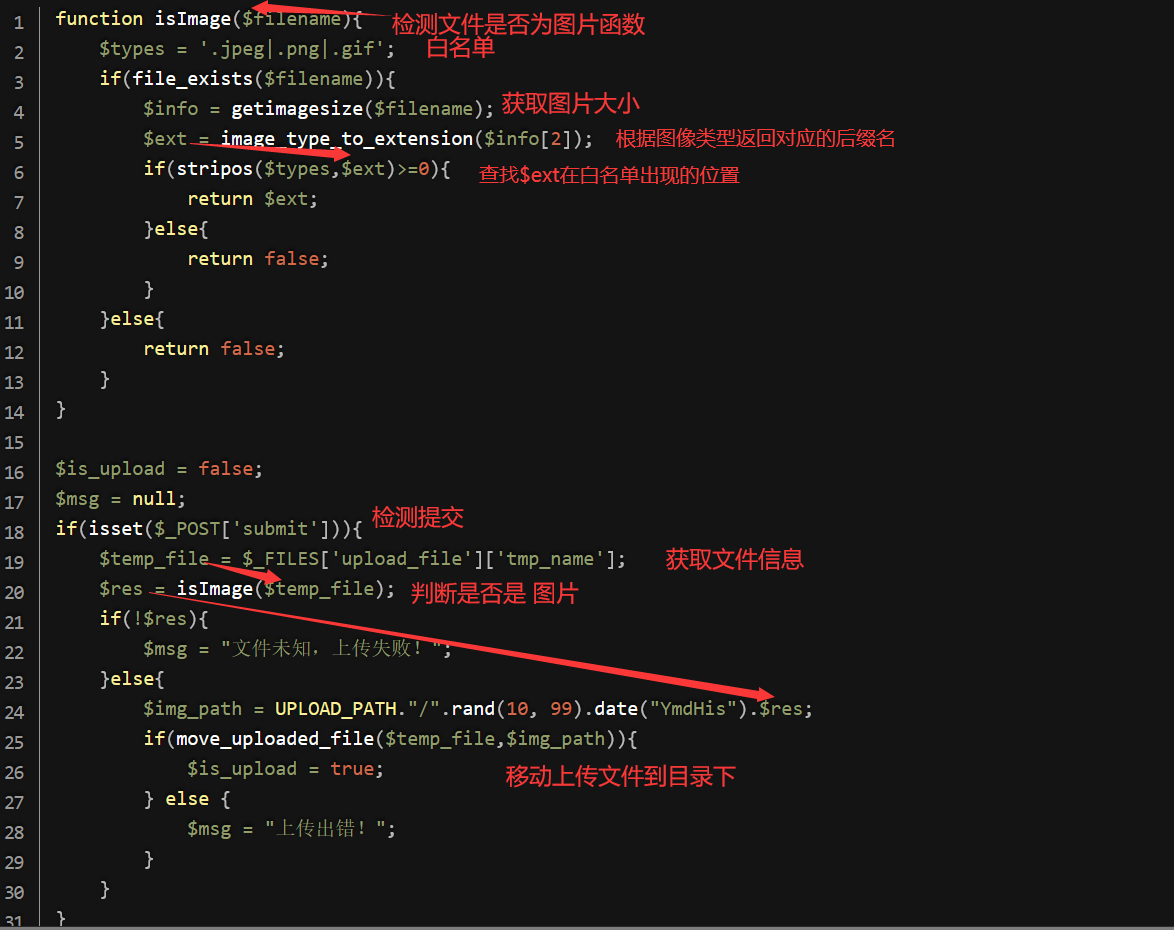 1 function isImage($filename){ 检测文件是否为图片函数
2 $types = '.jpeg|.png|.gif'; 白名单
3 if(file_exists($filename)){
4 $info = getimagesize($filename); 获取图片大小
5 $ext = image_type_to_extension($info[2]); 根据图像类型返回对应的后缀名
6 if(stripos($types,$ext)>=0){ 查找$ext在白名单出现的位置
7 return $ext;
8 }else{
9 return false;
10 }
11 }else{
12 return false;
13 }
14 }
15
16 $is_upload = false;
17 $msg = null;
18 if(isset($_POST['submit'])){ 检测提交
19 $temp_file = $_FILES['upload_file']['tmp_name']; 获取文件信息
20 $res = isImage($temp_file); 判断是否是 图片
21 if(!$res){
22 $msg = "文件未知，上传失败！";
23 }else{
24 $img_path = UPLOAD_PATH."/".rand(10, 99).date("YmdHis").$res;
25 if(move_uploaded_file($temp_file,$img_path)){
26 $is_upload = true; 移动上传文件到目录下
27 } else {
28 $msg = "上传出错！";
29 }
30 }
31 }